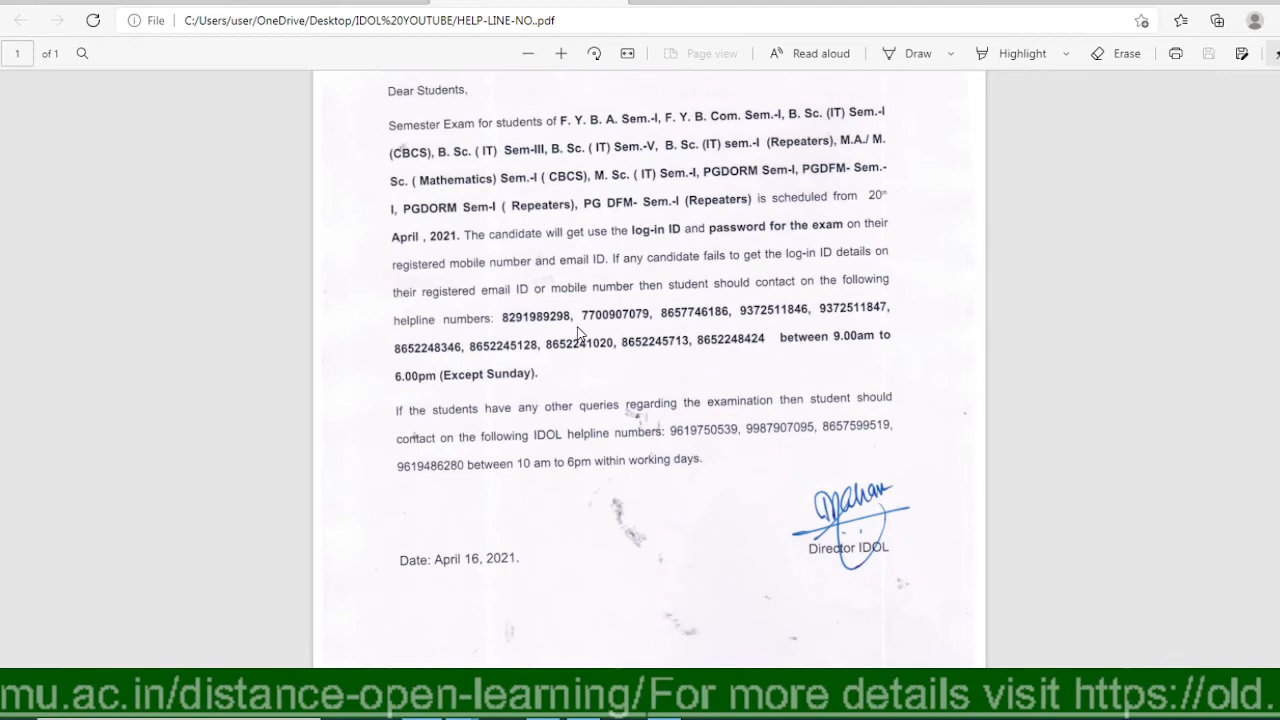 File C:/Users/user/OneDrive/Desktop/IDOL%20YOUTUBE/HELP-LINE-NO..pdf
1 of 1 Page view Read aloud Draw Highlight Erase
Dear Students,
Semester Exam for students of F. Y. B. A. Sem.-I, F. Y. B. Com. Sem.-I, B. Sc. (IT) Sem.-I
(CBCS), B. Sc. ( IT) Sem-III, B. Sc. ( IT) Sem.-V, B. Sc. (IT) sem.-I (Repeaters), M.A./ M.
Sc. ( Mathematics) Sem.-I ( CBCS), M. Sc. ( IT) Sem.-I, PGDORM Sem-I, PGDFM- Sem.-
I, PGDORM Sem-I ( Repeaters), PG DFM- Sem.-I (Repeaters) is scheduled from 20th
April , 2021. The candidate will get use the log-in ID and password for the exam on their
registered mobile number and email ID. If any candidate fails to get the log-in ID details on
their registered email ID or mobile number then student should contact on the following
helpline numbers: 8291989298, 7700907079, 8657746186, 9372511846, 9372511847,
8652248346, 8652245128, 8652241020, 8652245713, 8652248424 between 9.00am to
6.00pm (Except Sunday).
If the students have any other queries regarding the examination then student should
contact on the following IDOL helpline numbers: 9619750539, 9987907095, 8657599519,
9619486280 between 10 am to 6pm within working days.
Director IDOL
Date: April 16, 2021.
mu.ac.in/distance-open-learning/For more details visit https://old.